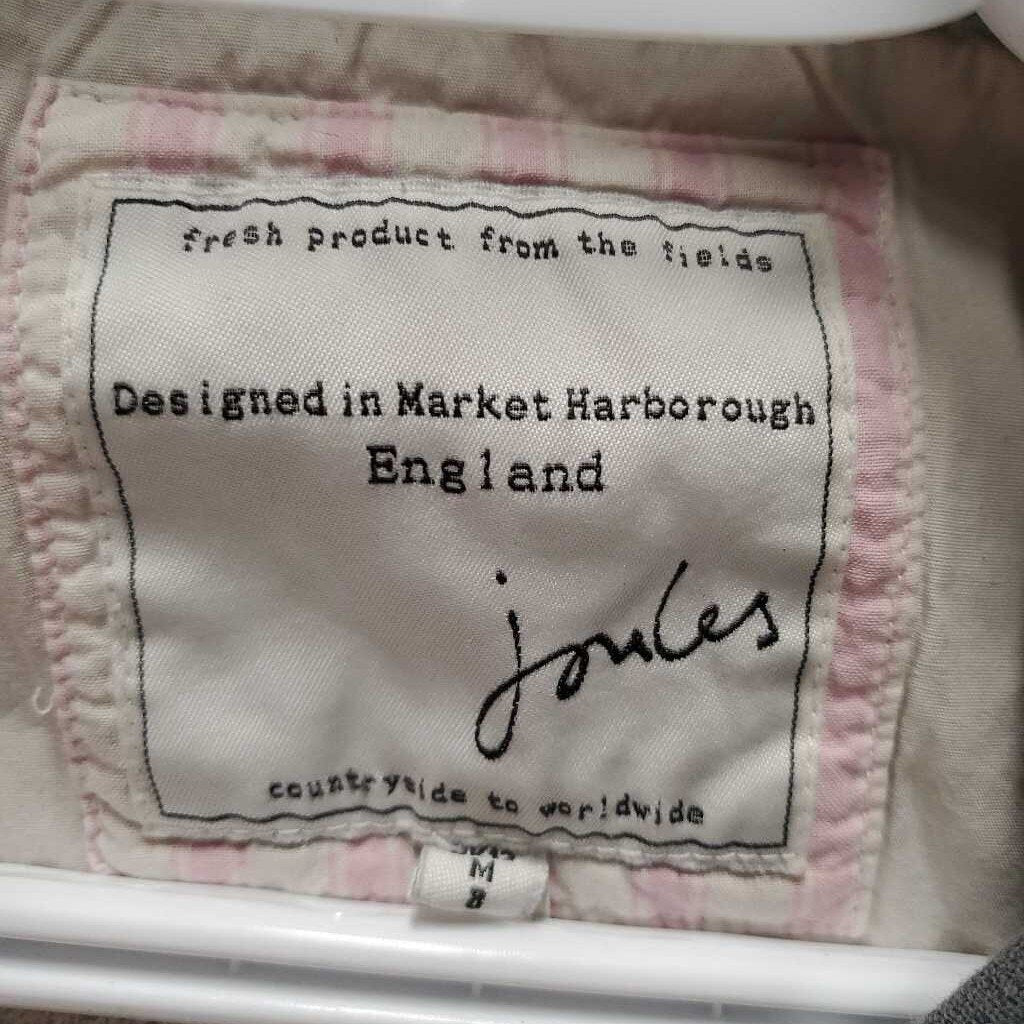 fresh product from the fields
Designed in Market Harborough
England
joules
countryside to worldwide
M
8